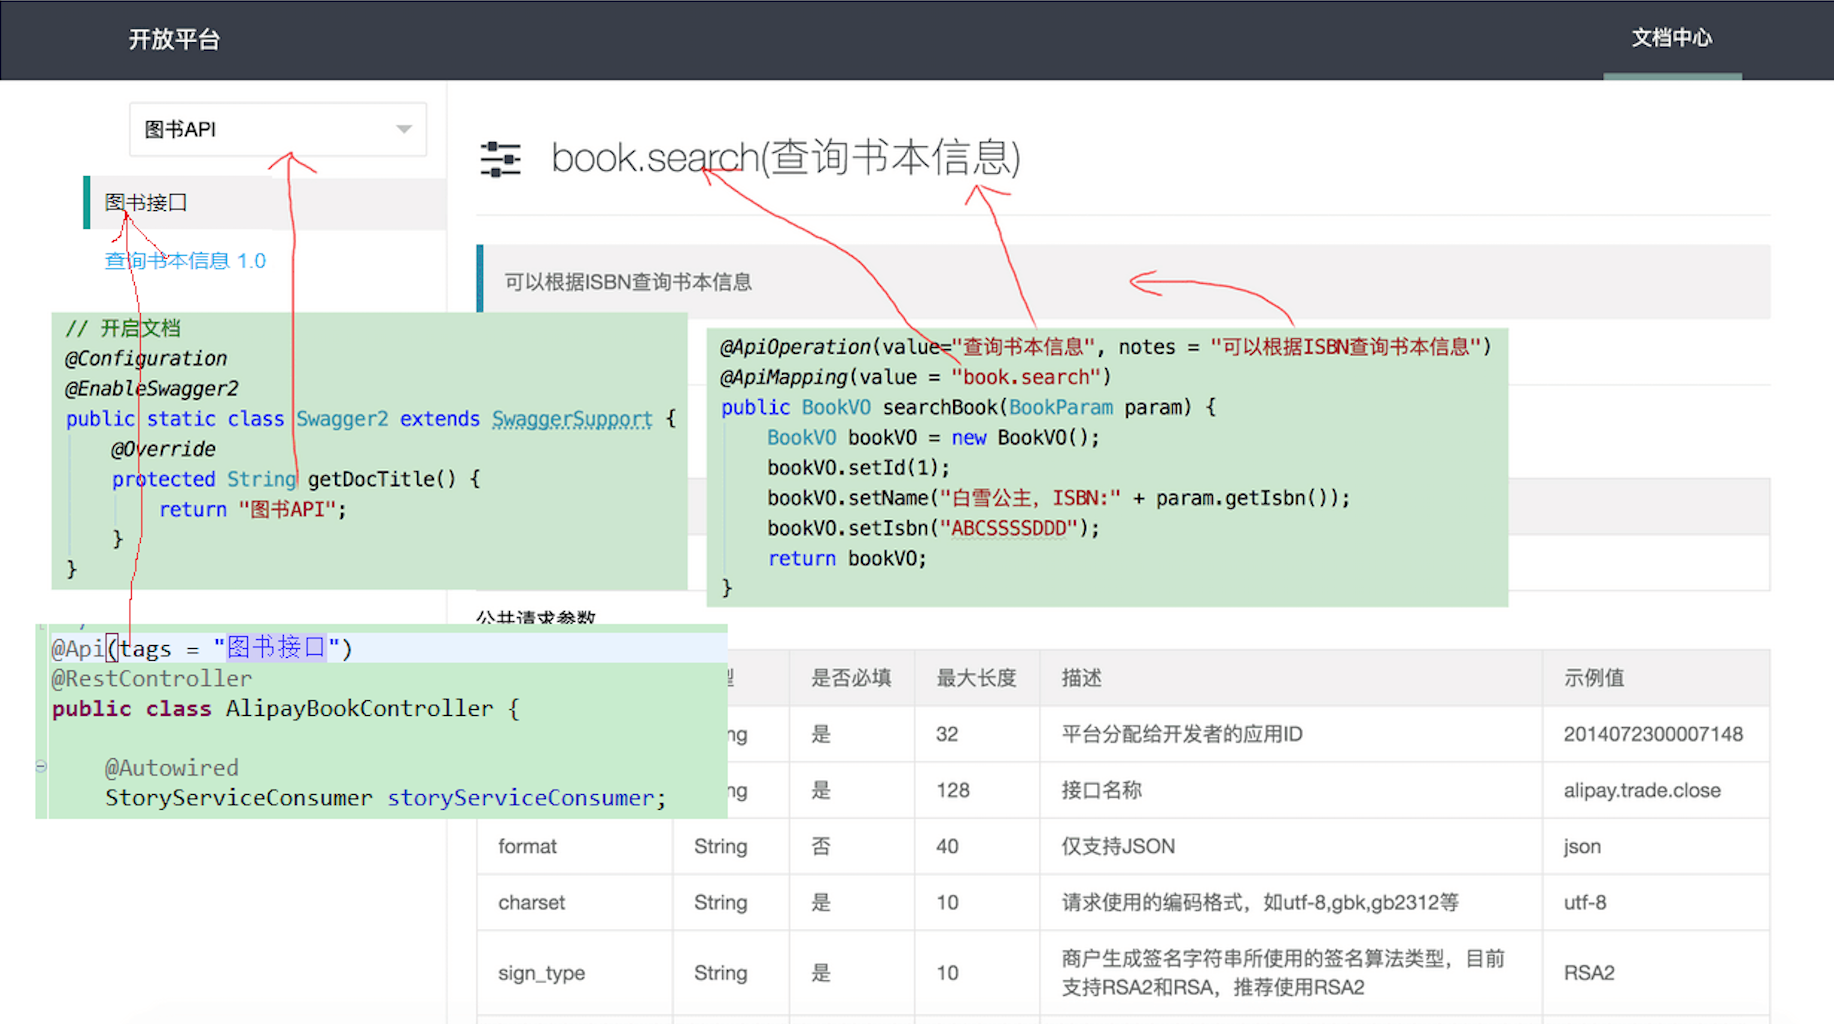 开放平台
文档中心
图书API
图书接口
查询书本信息 1.0
book.search(查询书本信息)
可以根据ISBN查询书本信息
// 开启文档
@Configuration
@EnableSwagger2
public static class Swagger2 extends SwaggerSupport {
@Override
protected String getDocTitle() {
return "图书API";
}
}
@ApiOperation(value="查询书本信息", notes = "可以根据ISBN查询书本信息")
@ApiMapping(value = "book.search")
public BookVO searchBook(BookParam param) {
BookVO bookVO = new BookVO();
bookVO.setId(1);
bookVO.setName("白雪公主, ISBN:" + param.getIsbn());
bookVO.setIsbn("ABCSSSSDDD");
return bookVO;
}
@Api(tags = "图书接口")
@RestController
public class AlipayBookController {
@Autowired
StoryServiceConsumer storyServiceConsumer;
公共请求参数
型 是否必填 最大长度 描述 示例值
ng 是 32 平台分配给开发者的应用ID 2014072300007148
ng 是 128 接口名称 alipay.trade.close
format String 否 40 仅支持JSON json
charset String 是 10 请求使用的编码格式，如utf-8,gbk,gb2312等 utf-8
sign_type String 是 10 商户生成签名字符串所使用的签名算法类型，目前 RSA2
支持RSA2和RSA，推荐使用RSA2